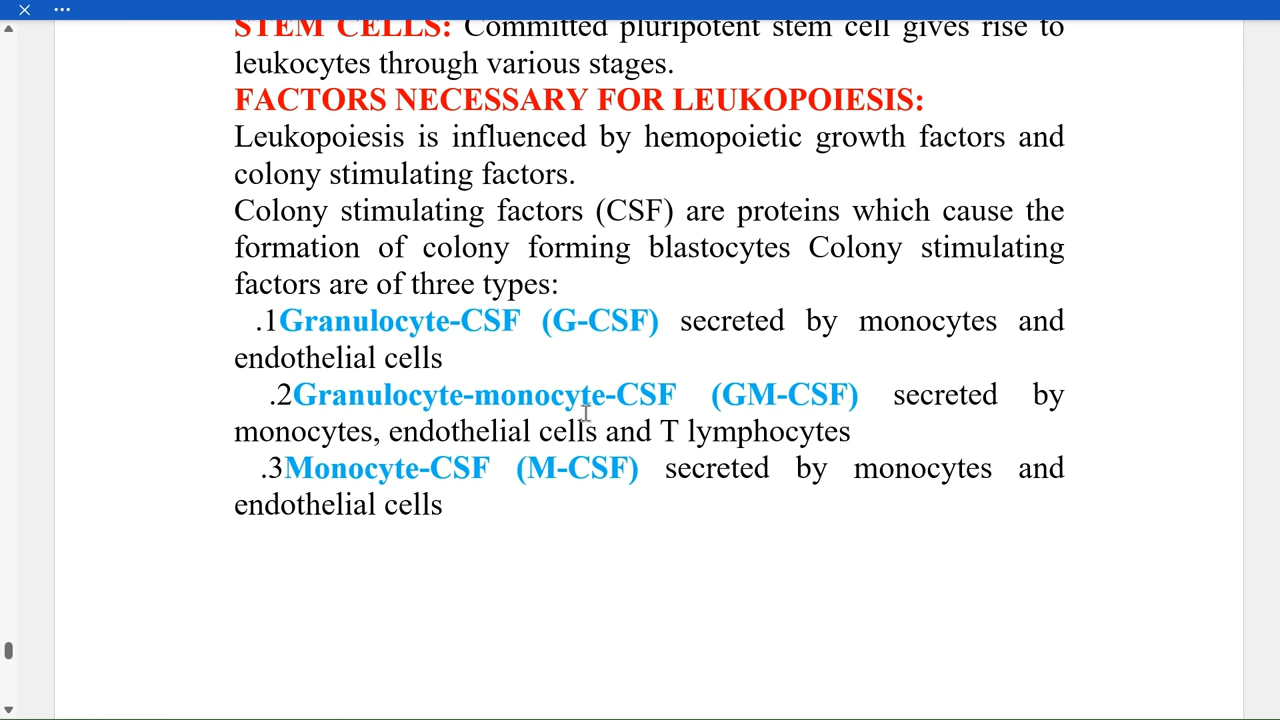 STEM CELLS: Committed pluripotent stem cell gives rise to
leukocytes through various stages.
FACTORS NECESSARY FOR LEUKOPOIESIS:
Leukopoiesis is influenced by hemopoietic growth factors and
colony stimulating factors.
Colony stimulating factors (CSF) are proteins which cause the
formation of colony forming blastocytes Colony stimulating
factors are of three types:
.1Granulocyte-CSF (G-CSF) secreted by monocytes and
endothelial cells
.2Granulocyte-monocyte-CSF (GM-CSF) secreted by
monocytes, endothelial cells and T lymphocytes
.3Monocyte-CSF (M-CSF) secreted by monocytes and
endothelial cells